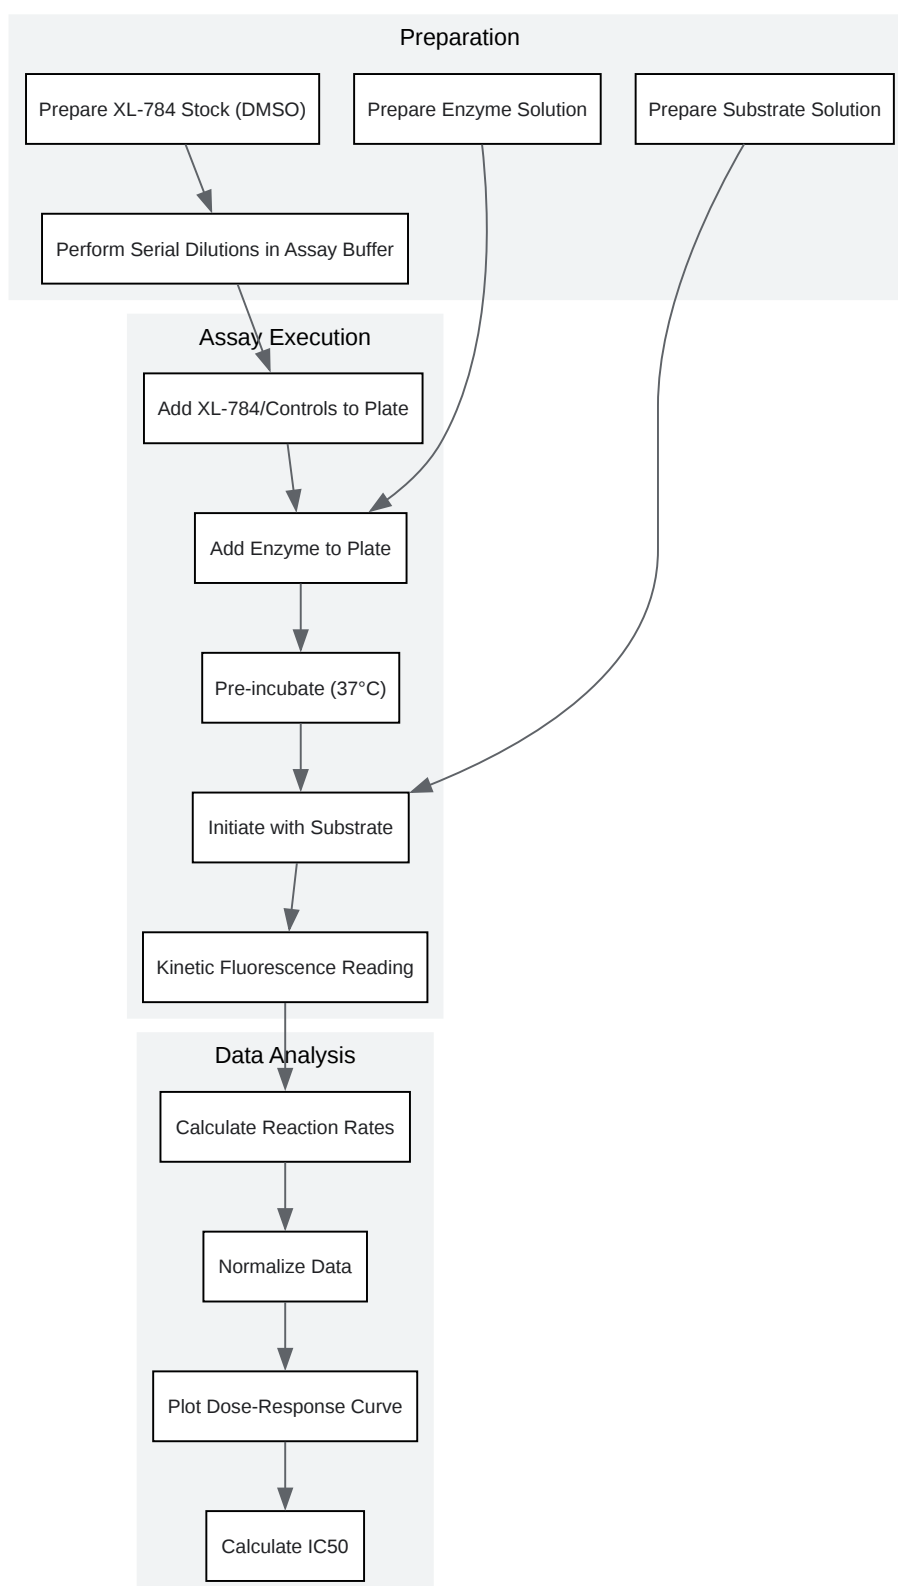 Preparation
Prepare XL-784 Stock (DMSO)
Prepare Enzyme Solution
Prepare Substrate Solution
Perform Serial Dilutions in Assay Buffer
Assay Execution
Add XL-784/Controls to Plate
Add Enzyme to Plate
Pre-incubate (37°C)
Initiate with Substrate
Kinetic Fluorescence Reading
Data Analysis
Calculate Reaction Rates
Normalize Data
Plot Dose-Response Curve
Calculate IC50